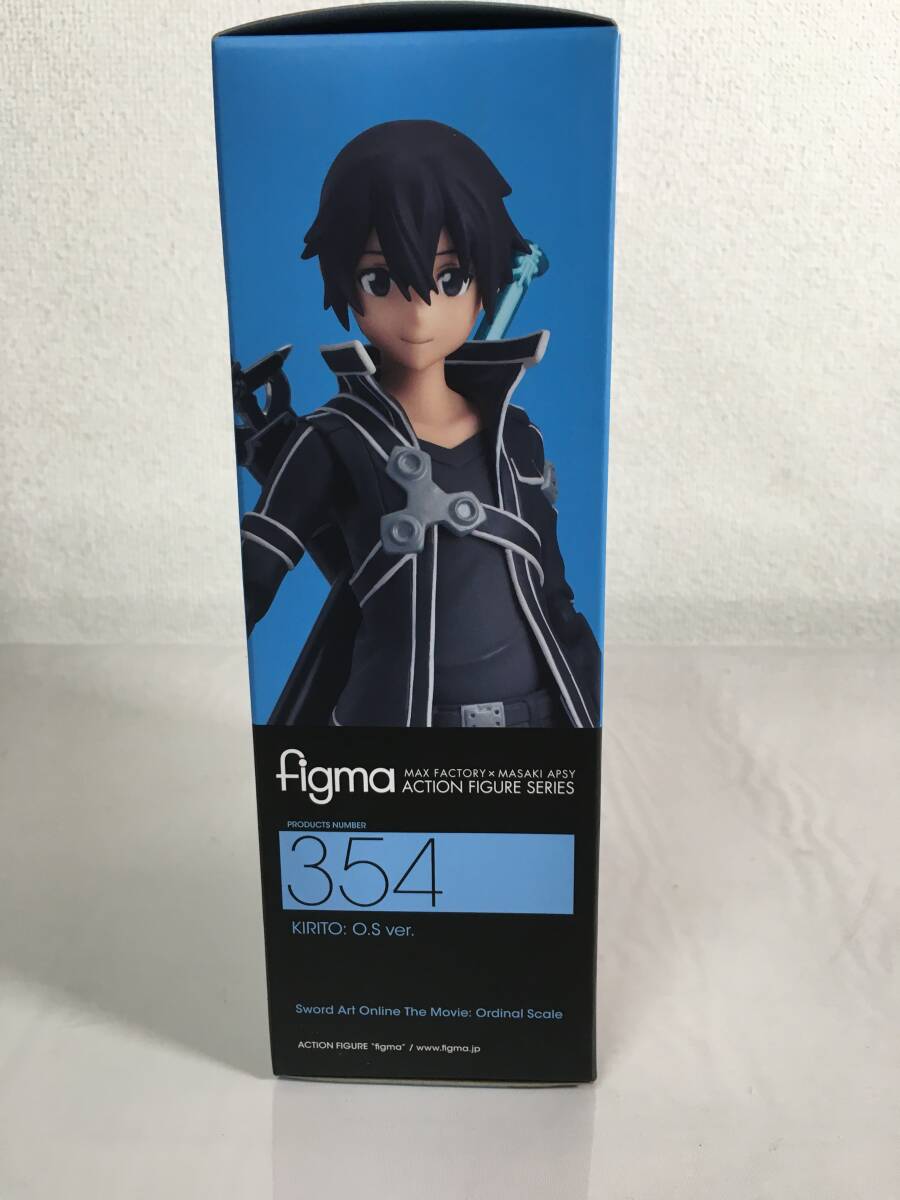 figma MAX FACTORY×MASAKI APSY
ACTION FIGURE SERIES
PRODUCTS NUMBER
354
KIRITO: O.S ver.
Sword Art Online The Movie: Ordinal Scale
ACTION FIGURE "figma" / www.figma.jp